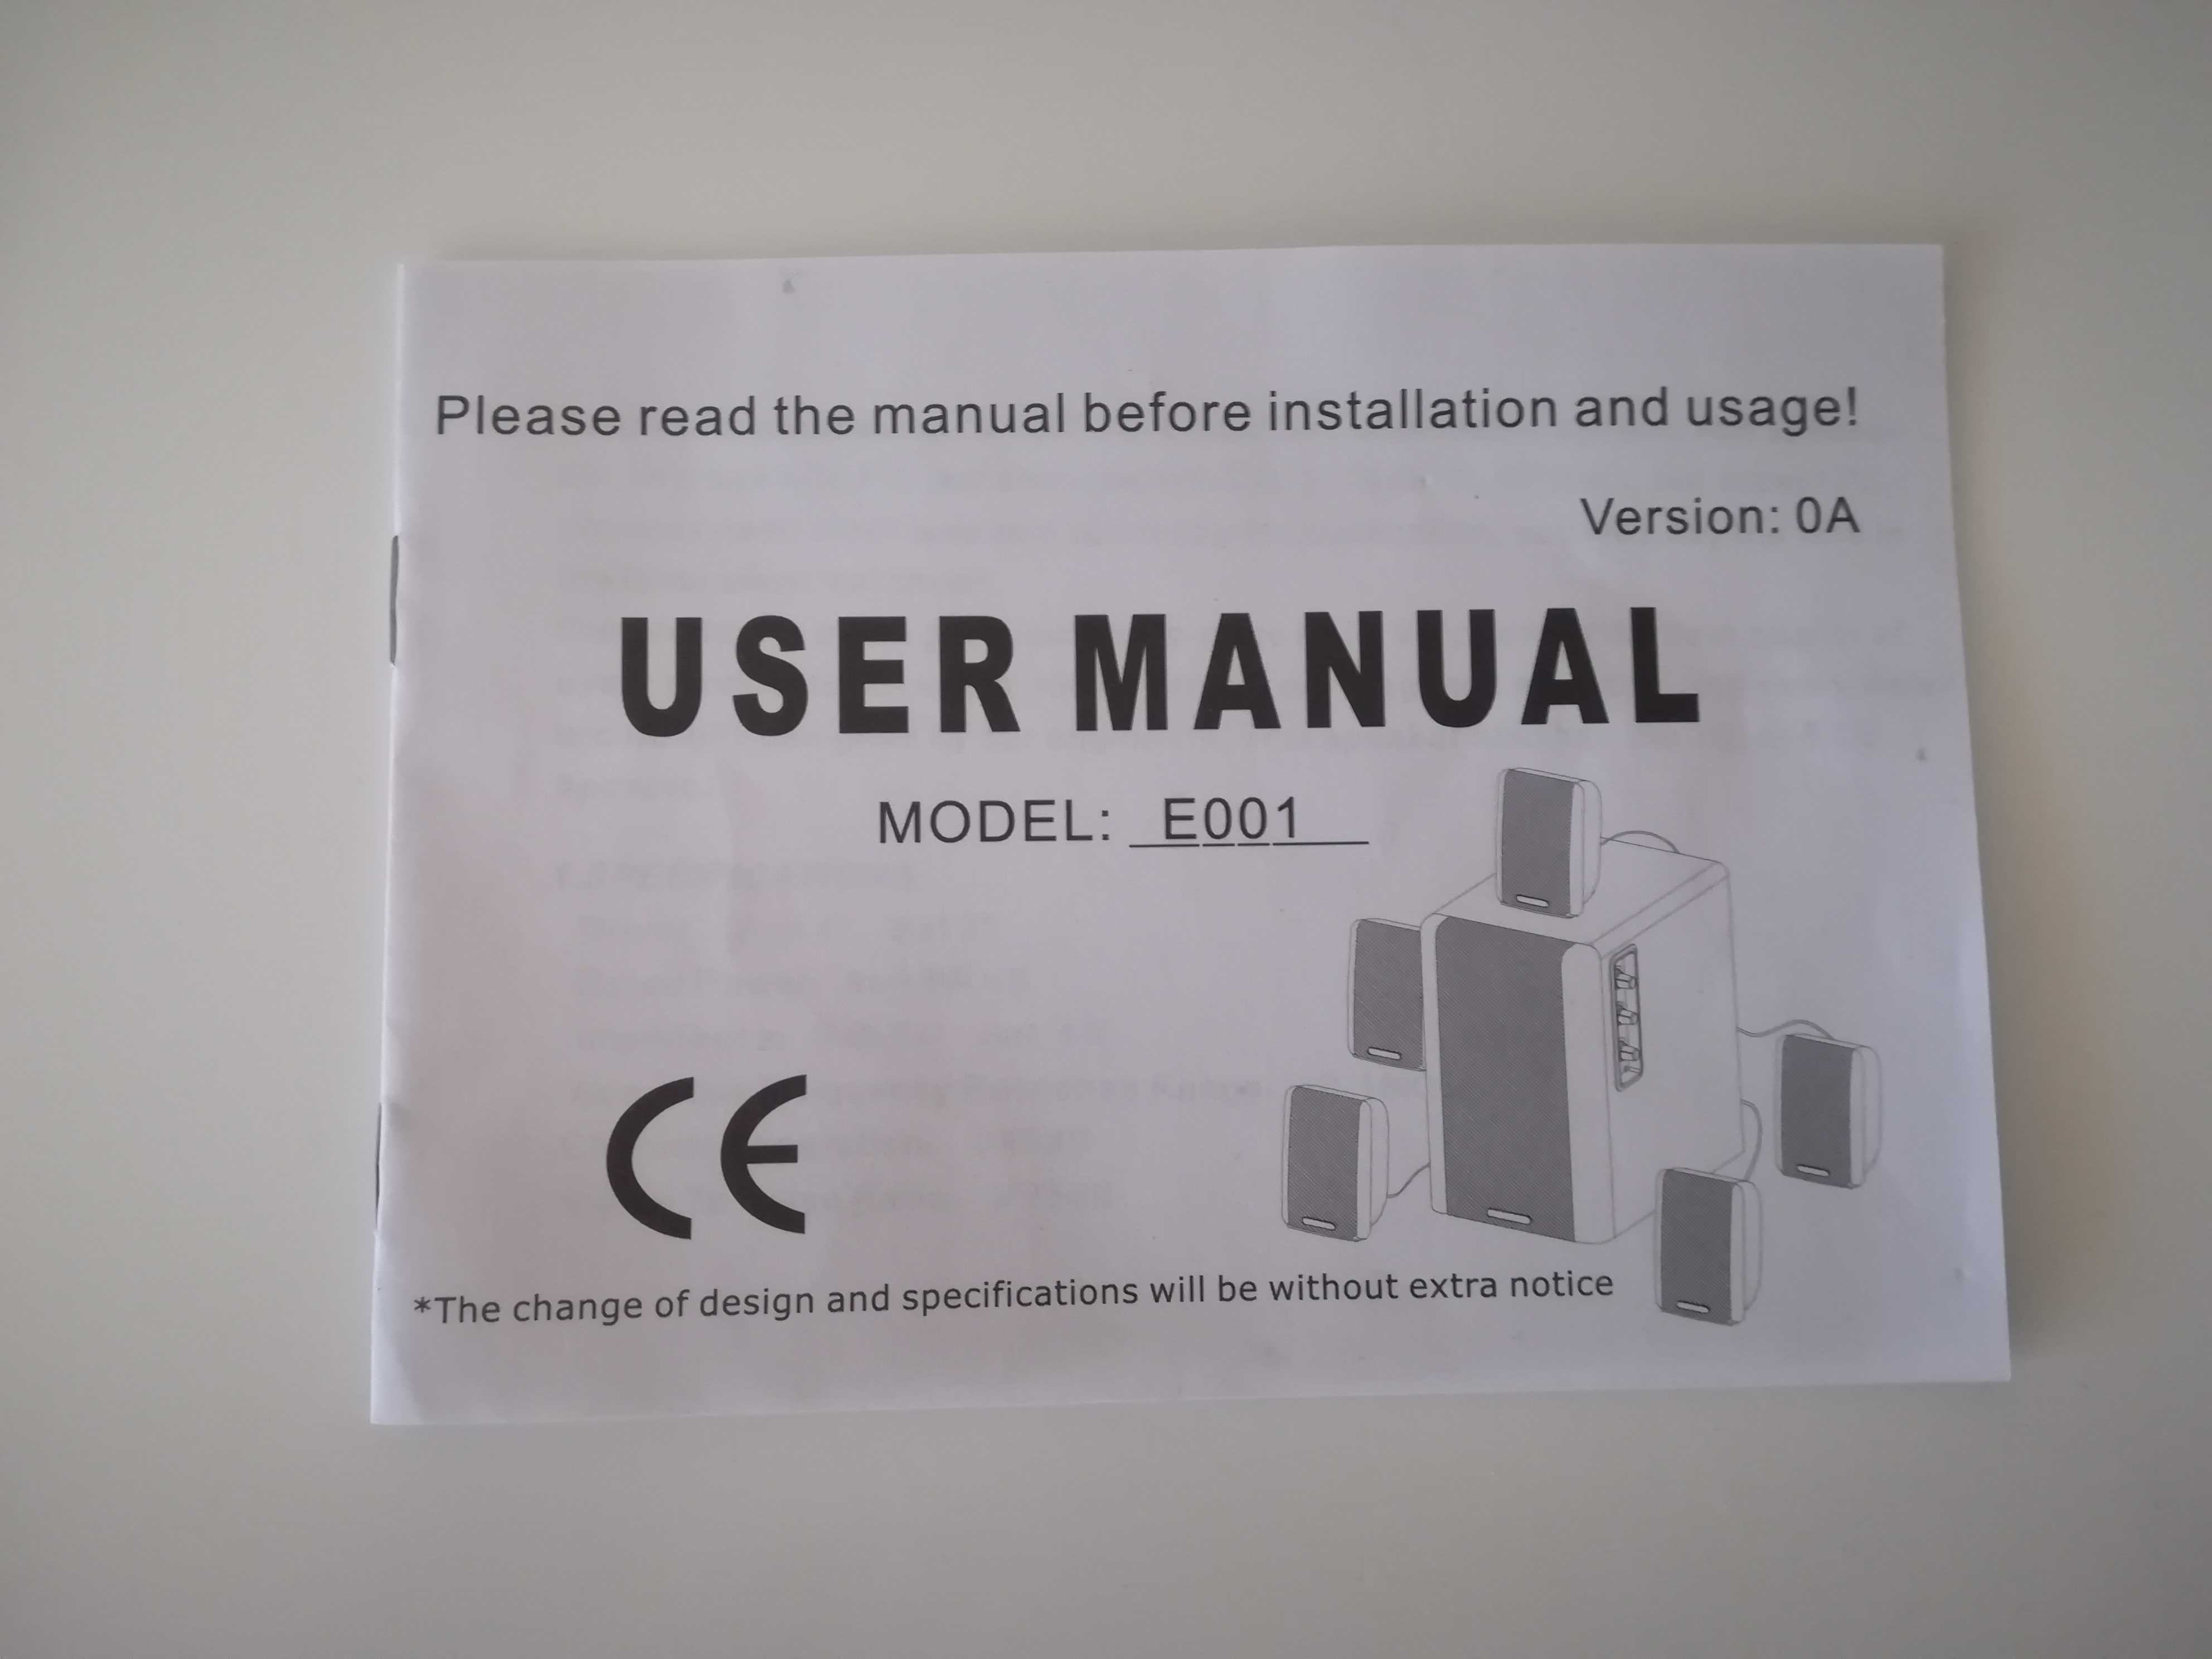 Please read the manual before installation and usage!
Version: 0A
USER MANUAL
MODEL: E001
CE
*The change of design and specifications will be without extra notice